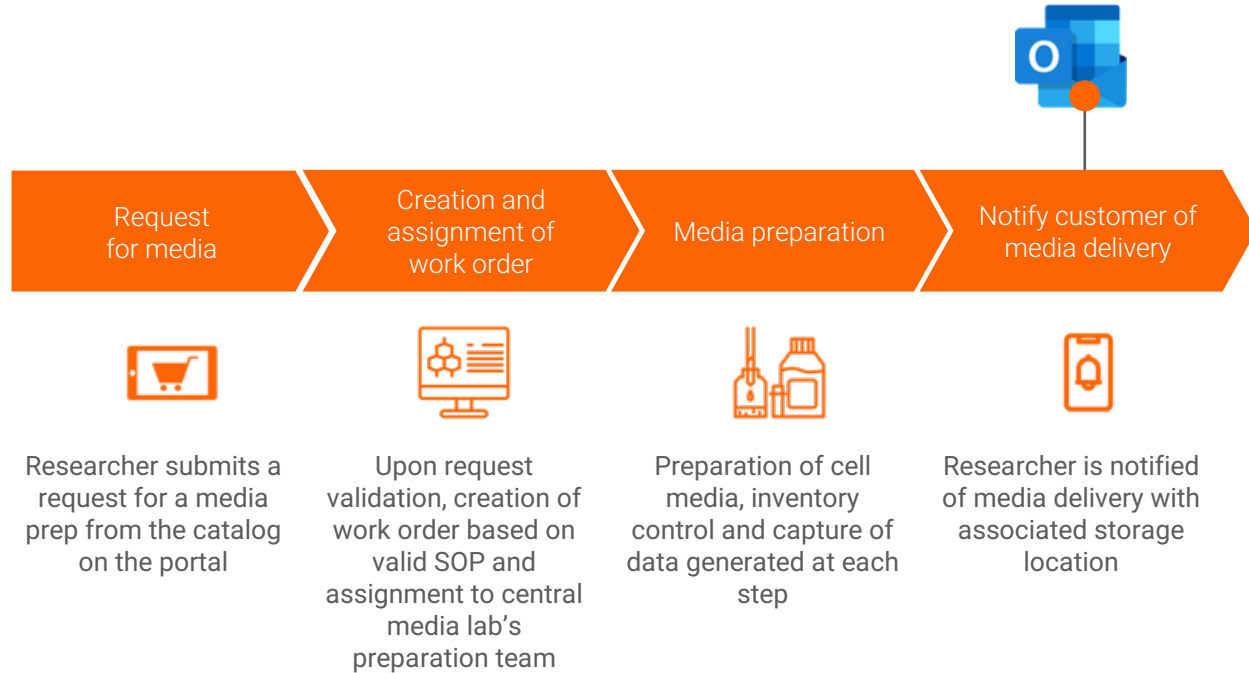 O
Request
for media
Creation and
assignment of
work order
Media preparation
Notify customer of
media delivery
Researcher submits a
request for a media
prep from the catalog
on the portal
Upon request
validation, creation of
work order based on
valid SOP and
assignment to central
media lab’s
preparation team
Preparation of cell
media, inventory
control and capture of
data generated at each
step
Researcher is notified
of media delivery with
associated storage
location